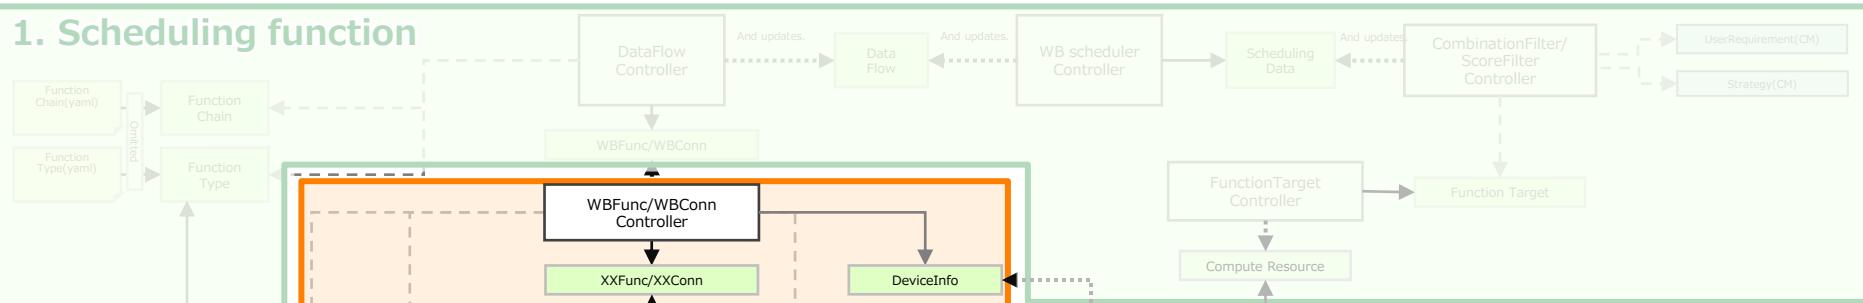 1. Scheduling function
DataFlow
Controller
And updates.
Data
Flow
And updates.
WB scheduler
Controller
Scheduling
Data
And updates.
CombinationFilter/
ScoreFilter
Controller
UserRequirement(CM)
Strategy(CM)
Function
Chain(yaml)
Omitted
Function
Chain
Function
Type(yaml)
Function
Type
WBFunc/WBConn
FunctionTarget
Controller
Function Target
WBFunc/WBConn
Controller
XXFunc/XXConn
DeviceInfo
Compute Resource